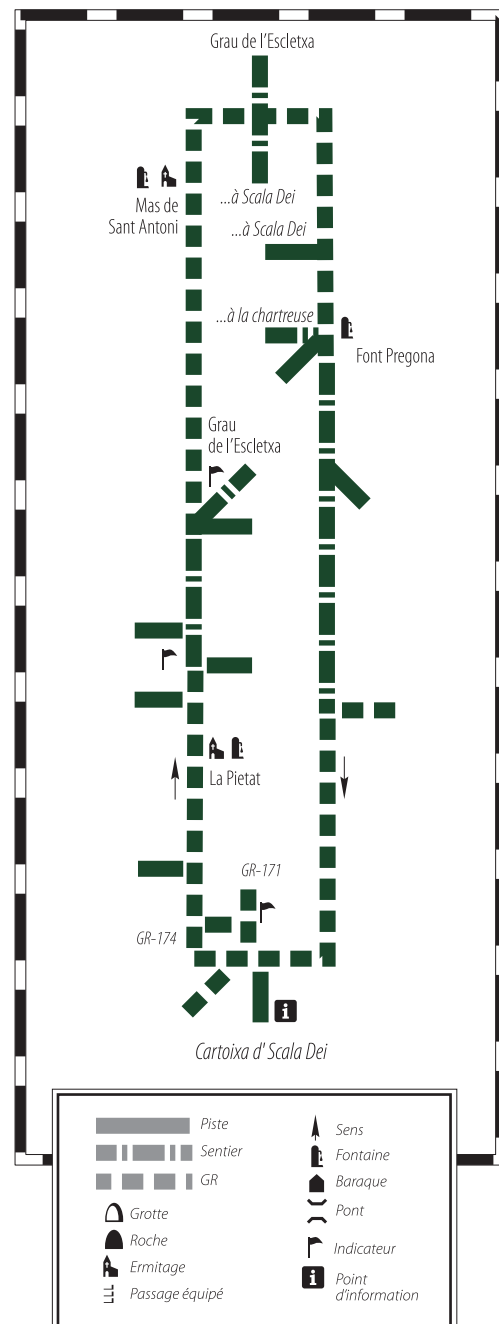 Grau de l'Escletxa
...à Scala Dei
Mas de
Sant Antoni
...à Scala Dei
...à la chartreuse
Font Pregona
Grau
de l'Escletxa
La Pietat
GR-171
GR-174
i
Cartoixa d' Scala Dei
Piste
Sentier
GR
Grotte
Roche
Ermitage
Passage équipé
Sens
Fontaine
Baraque
Pont
Indicateur
i
Point
d'information